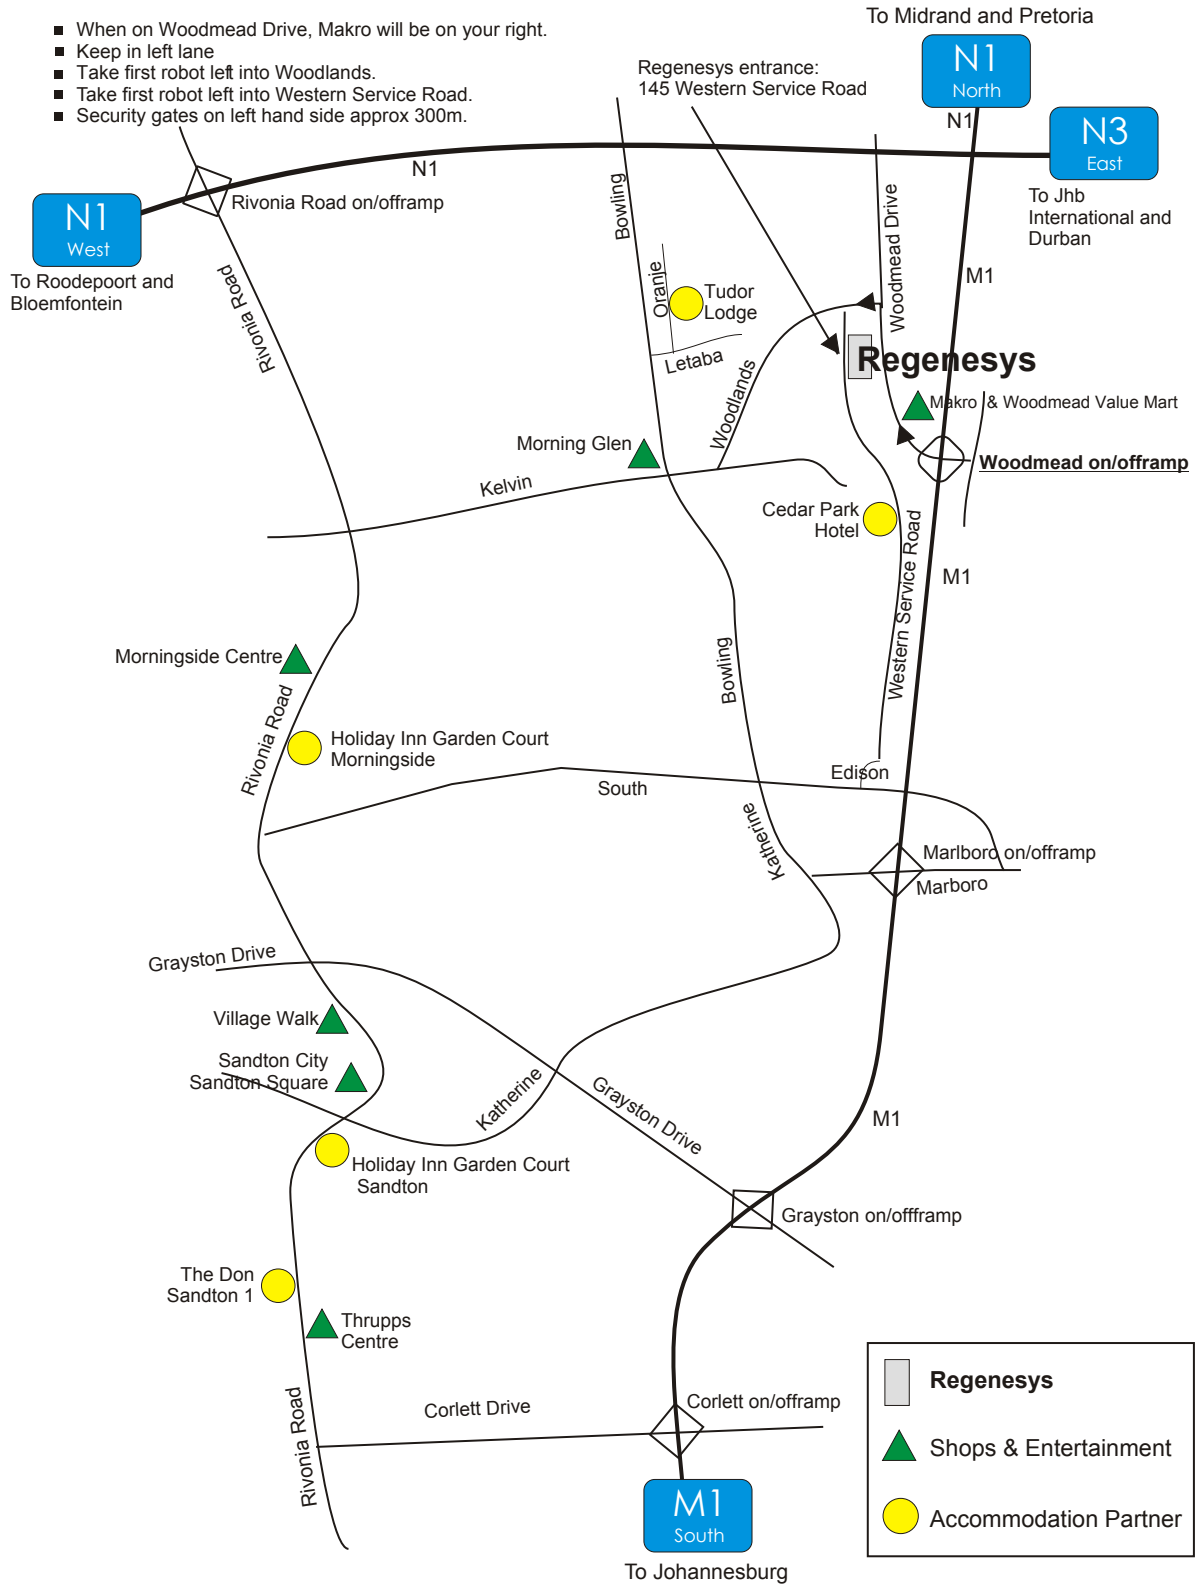 When on Woodmead Drive, Makro will be on your right.
Keep in left lane
Take first robot left into Woodlands.
Take first robot left into Western Service Road.
Security gates on left hand side approx 300m.
To Midrand and Pretoria
N1
North
Regenesys entrance:
145 Western Service Road
N1
N3
East
N1
N1
West
Rivonia Road on/offramp
To Jhb
International and
Durban
To Roodepoort and
Bloemfontein
Rivonia Road
Bowling
Oranje
Tudor
Lodge
Letaba
Woodmead Drive
M1
Regenesys
Woodlands
Makro & Woodmead Value Mart
Morning Glen
Woodmead on/offramp
Kelvin
Cedar Park
Hotel
Western Service Road
M1
Morningside Centre
Bowling
Rivonia Road
Holiday Inn Garden Court
Morningside
South
Edison
Katherine
Marlboro on/offramp
Marboro
Grayston Drive
Village Walk
Sandton City
Sandton Square
Katherine
Grayston Drive
M1
Holiday Inn Garden Court
Sandton
Grayston on/offframp
The Don
Sandton 1
Thrupps
Centre
Rivonia Road
Corlett Drive
Corlett on/offramp
M1
South
To Johannesburg
Regenesys
Shops & Entertainment
Accommodation Partner